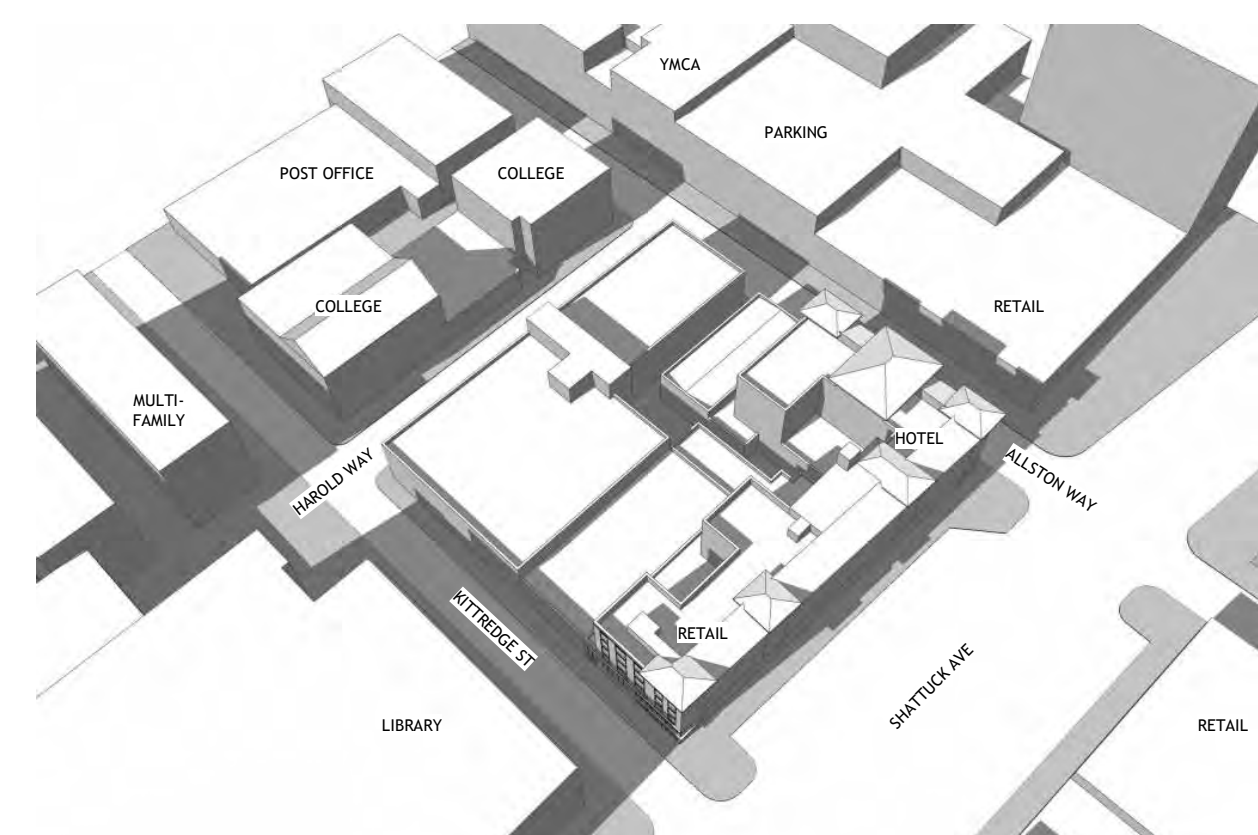 YMCA
PARKING
POST OFFICE
COLLEGE
COLLEGE
RETAIL
MULTI-
FAMILY
HOTEL
HAROLD WAY
ALLSTON WAY
KITTREDGE ST
RETAIL
SHATTUCK AVE
LIBRARY
RETAIL